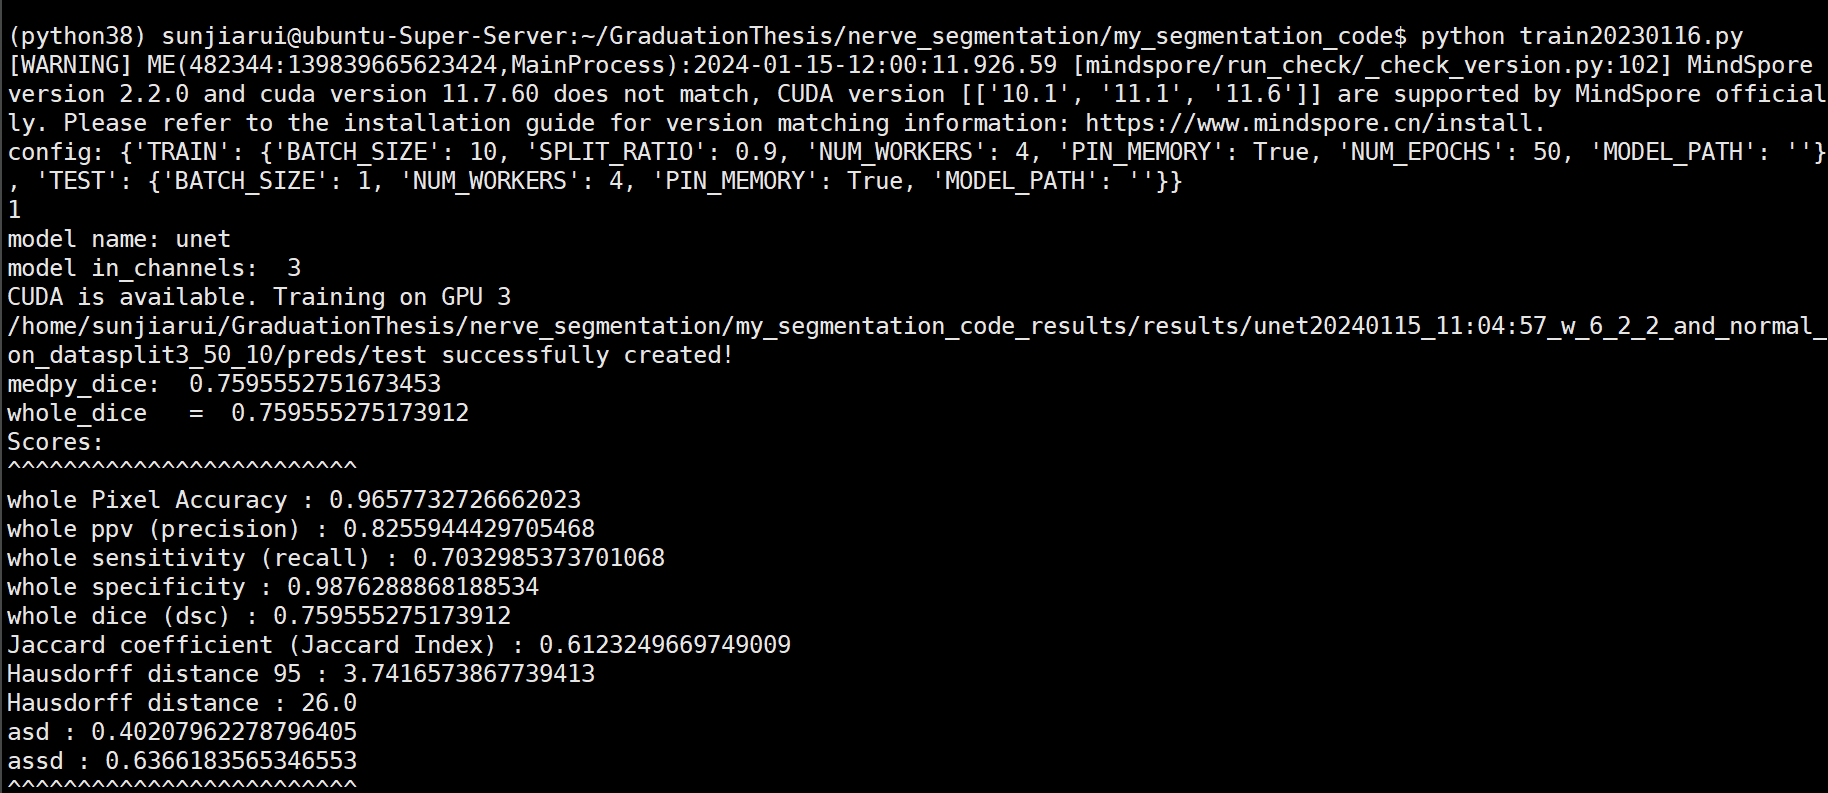 (python38) sunjiarui@ubuntu-Super-Server:~/GraduationThesis/nerve_segmentation/my_segmentation_code$ python train20230116.py
[WARNING] ME(482344:139839665623424,MainProcess):2024-01-15-12:00:11.926.59 [mindspore/run_check/_check_version.py:102] MindSpore
version 2.2.0 and cuda version 11.7.60 does not match, CUDA version [['10.1', '11.1', '11.6']] are supported by MindSpore official
ly. Please refer to the installation guide for version matching information: https://www.mindspore.cn/install.
config: {'TRAIN': {'BATCH_SIZE': 10, 'SPLIT_RATIO': 0.9, 'NUM_WORKERS': 4, 'PIN_MEMORY': True, 'NUM_EPOCHS': 50, 'MODEL_PATH': ''}
, 'TEST': {'BATCH_SIZE': 1, 'NUM_WORKERS': 4, 'PIN_MEMORY': True, 'MODEL_PATH': ''}}
1
model name: unet
model in_channels:  3
CUDA is available. Training on GPU 3
/home/sunjiarui/GraduationThesis/nerve_segmentation/my_segmentation_code_results/results/unet20240115_11:04:57_w_6_2_2_and_normal_
on_datasplit3_50_10/preds/test successfully created!
medpy_dice:  0.7595552751673453
whole_dice   =  0.759555275173912
Scores:
^^^^^^^^^^^^^^^^^^^^^^^^^
whole Pixel Accuracy : 0.9657732726662023
whole ppv (precision) : 0.8255944429705468
whole sensitivity (recall) : 0.7032985373701068
whole specificity : 0.9876288868188534
whole dice (dsc) : 0.759555275173912
Jaccard coefficient (Jaccard Index) : 0.6123249669749009
Hausdorff distance 95 : 3.7416573867739413
Hausdorff distance : 26.0
asd : 0.40207962278796405
assd : 0.6366183565346553
^^^^^^^^^^^^^^^^^^^^^^^^^